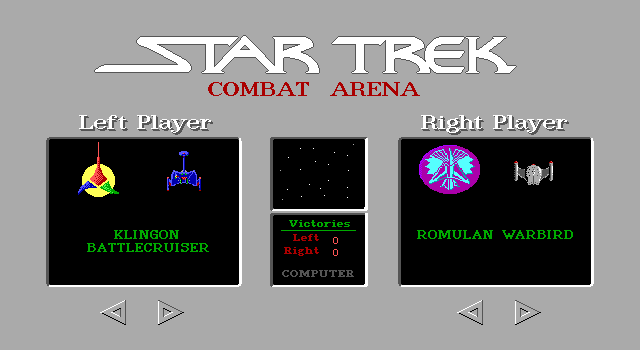 STAR TREK
COMBAT ARENA
Left Player
Right Player
KLINGON
BATTLECRUISER
Victories
Left 0
Right 0
COMPUTER
ROMULAN WARBIRD